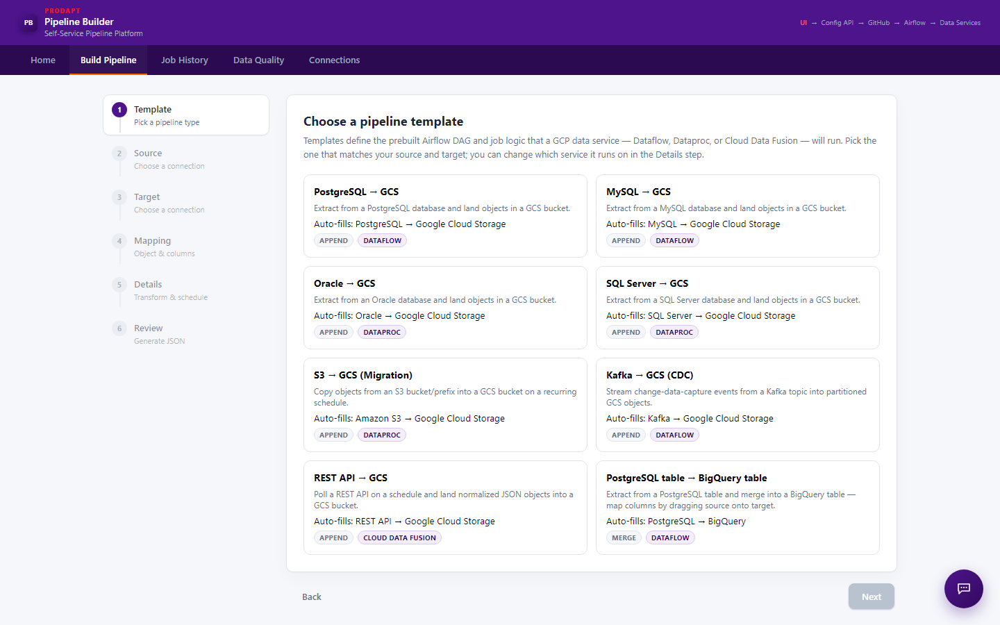 PRODAPT
PB
Pipeline Builder
Self-Service Pipeline Platform
UI → Config API → GitHub → Airflow → Data Services
Home
Build Pipeline
Job History
Data Quality
Connections
1
Template
Pick a pipeline type
2
Source
Choose a connection
3
Target
Choose a connection
4
Mapping
Object & columns
5
Details
Transform & schedule
6
Review
Generate JSON
Choose a pipeline template
Templates define the prebuilt Airflow DAG and job logic that a GCP data service — Dataflow, Dataproc, or Cloud Data Fusion — will run. Pick the
one that matches your source and target; you can change which service it runs on in the Details step.
PostgreSQL → GCS
Extract from a PostgreSQL database and land objects in a GCS bucket.
Auto-fills: PostgreSQL → Google Cloud Storage
APPEND DATAFLOW
MySQL → GCS
Extract from a MySQL database and land objects in a GCS bucket.
Auto-fills: MySQL → Google Cloud Storage
APPEND DATAFLOW
Oracle → GCS
Extract from an Oracle database and land objects in a GCS bucket.
Auto-fills: Oracle → Google Cloud Storage
APPEND DATAPROC
SQL Server → GCS
Extract from a SQL Server database and land objects in a GCS bucket.
Auto-fills: SQL Server → Google Cloud Storage
APPEND DATAPROC
S3 → GCS (Migration)
Copy objects from an S3 bucket/prefix into a GCS bucket on a recurring
schedule.
Auto-fills: Amazon S3 → Google Cloud Storage
APPEND DATAPROC
Kafka → GCS (CDC)
Stream change-data-capture events from a Kafka topic into partitioned
GCS objects.
Auto-fills: Kafka → Google Cloud Storage
APPEND DATAFLOW
REST API → GCS
Poll a REST API on a schedule and land normalized JSON objects into a
GCS bucket.
Auto-fills: REST API → Google Cloud Storage
APPEND CLOUD DATA FUSION
PostgreSQL table → BigQuery table
Extract from a PostgreSQL table and merge into a BigQuery table —
map columns by dragging source onto target.
Auto-fills: PostgreSQL → BigQuery
MERGE DATAFLOW
Back
Next